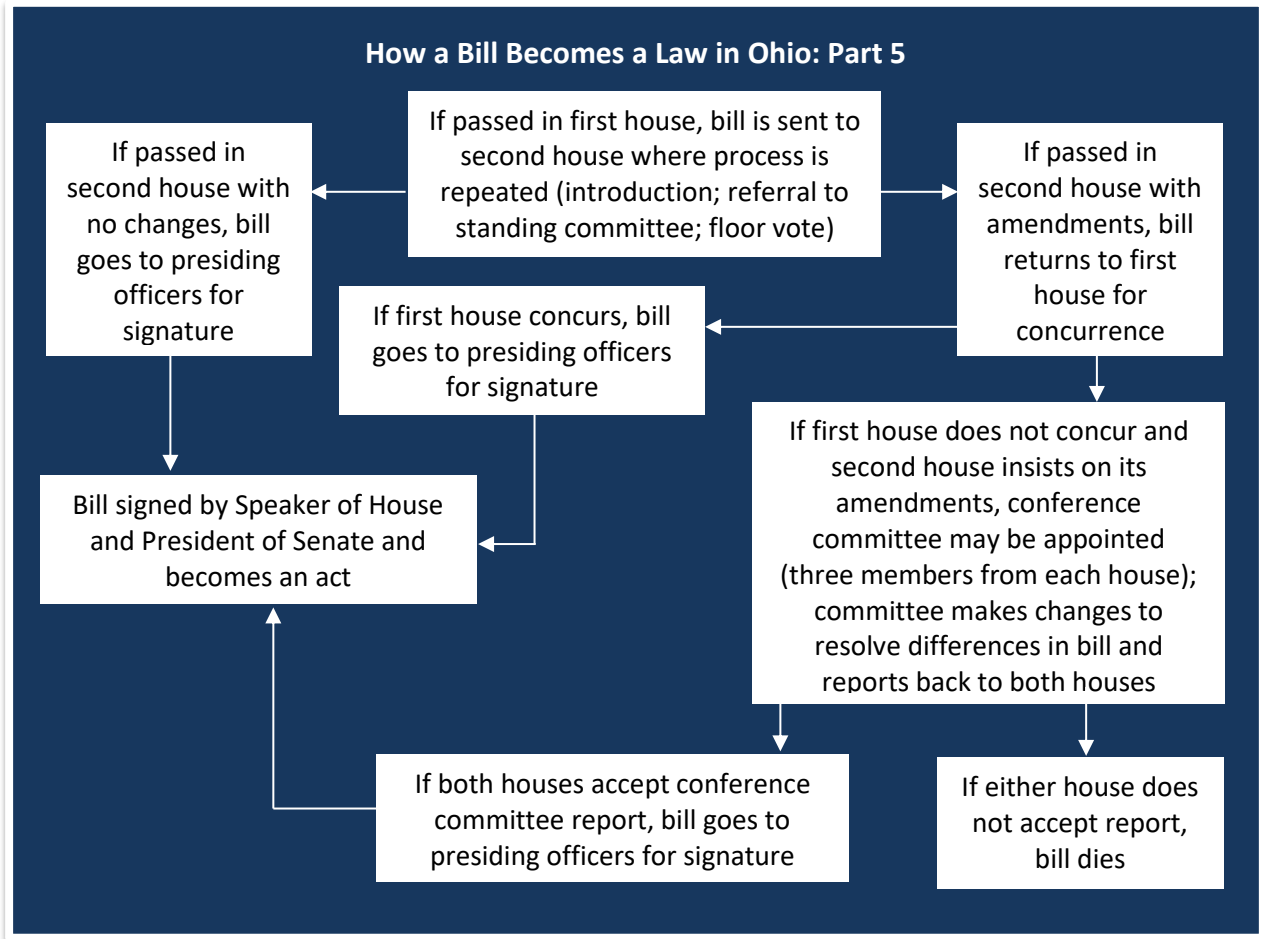 How a Bill Becomes a Law in Ohio: Part 5
If passed in first house, bill is sent to
second house where process is
repeated (introduction; referral to
standing committee; floor vote)
If passed in
second house with
no changes, bill
goes to presiding
officers for
signature
If passed in
second house with
amendments, bill
returns to first
house for
concurrence
If first house concurs, bill
goes to presiding officers
for signature
If first house does not concur and
second house insists on its
amendments, conference
committee may be appointed
(three members from each house);
committee makes changes to
resolve differences in bill and
reports back to both houses
Bill signed by Speaker of House
and President of Senate and
becomes an act
If both houses accept conference
committee report, bill goes to
presiding officers for signature
If either house does
not accept report,
bill dies